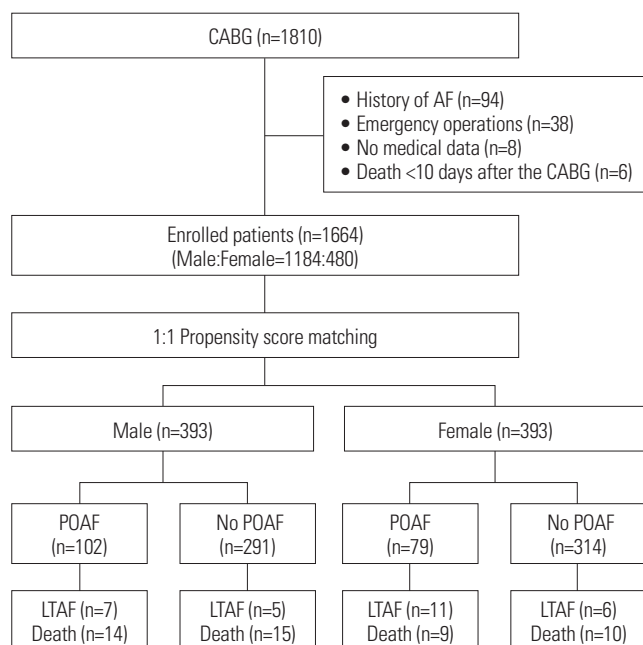 CABG (n=1810)
• History of AF (n=94)
• Emergency operations (n=38)
• No medical data (n=8)
• Death <10 days after the CABG (n=6)
Enrolled patients (n=1664)
(Male:Female=1184:480)
1:1 Propensity score matching
Male (n=393)
Female (n=393)
POAF
(n=102)
No POAF
(n=291)
POAF
(n=79)
No POAF
(n=314)
LTAF (n=7)
Death (n=14)
LTAF (n=5)
Death (n=15)
LTAF (n=11)
Death (n=9)
LTAF (n=6)
Death (n=10)